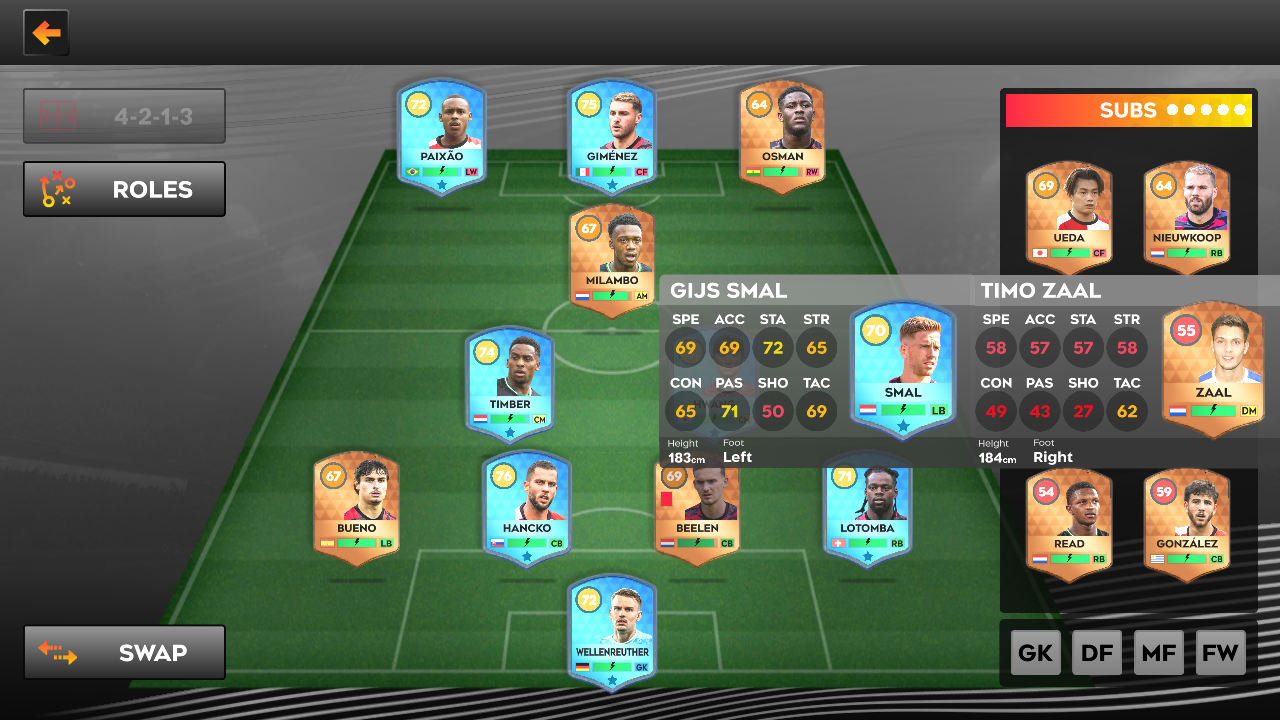 4-2-1-3
ROLES
SWAP
72
PAIXÃO
LW
75
GIMÉNEZ
CF
64
OSMAN
RW
67
MILAMBO
AM
74
TIMBER
CM
67
BUENO
LB
76
HANCKO
CB
69
BEELEN
CB
71
LOTOMBA
RB
72
WELLENREUTHER
GK
SUBS
69
UEDA
CF
64
NIEUWKOOP
RB
GIJS SMAL
SPE ACC STA STR
69 69 72 65
CON PAS SHO TAC
65 71 50 69
Height Foot
183cm Left
70
SMAL
LB
TIMO ZAAL
SPE ACC STA STR
58 57 57 58
CON PAS SHO TAC
49 43 27 62
Height Foot
184cm Right
55
ZAAL
DM
54
READ
RB
59
GONZÁLEZ
CB
GK DF MF FW